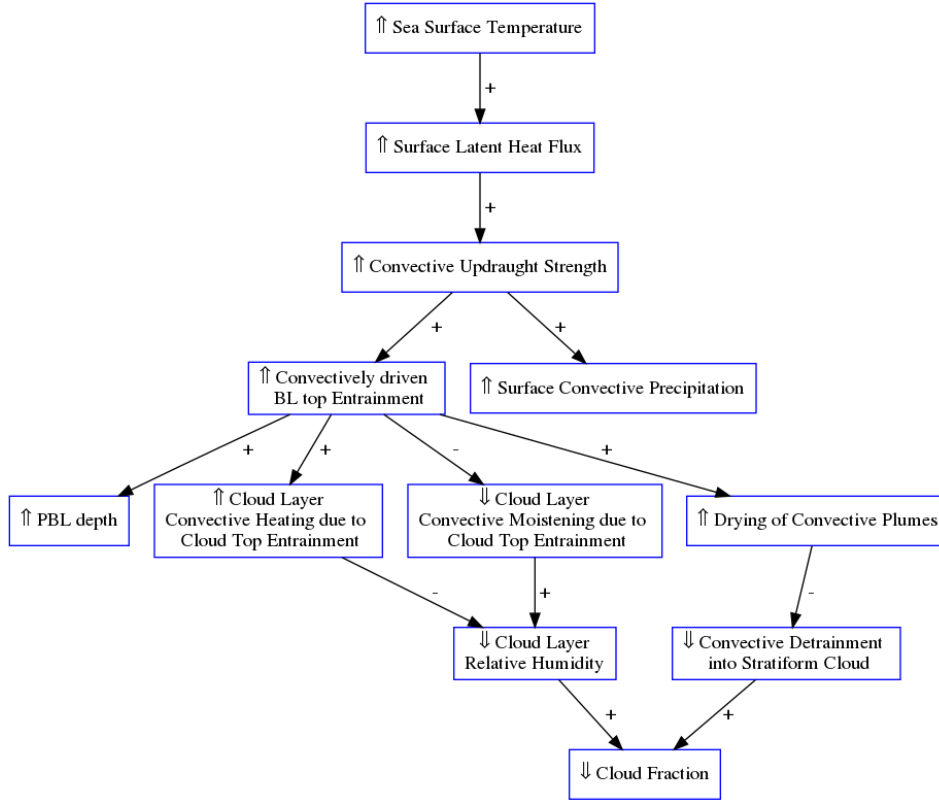 ⇑ Sea Surface Temperature
+
⇑ Surface Latent Heat Flux
+
⇑ Convective Updraught Strength
+
+
⇑ Convectively driven
BL top Entrainment
⇑ Surface Convective Precipitation
+
+
-
+
⇑ PBL depth
⇑ Cloud Layer
Convective Heating due to
Cloud Top Entrainment
⇓ Cloud Layer
Convective Moistening due to
Cloud Top Entrainment
⇑ Drying of Convective Plumes
-
+
-
⇓ Cloud Layer
Relative Humidity
⇓ Convective Detrainment
into Stratiform Cloud
+
+
⇓ Cloud Fraction